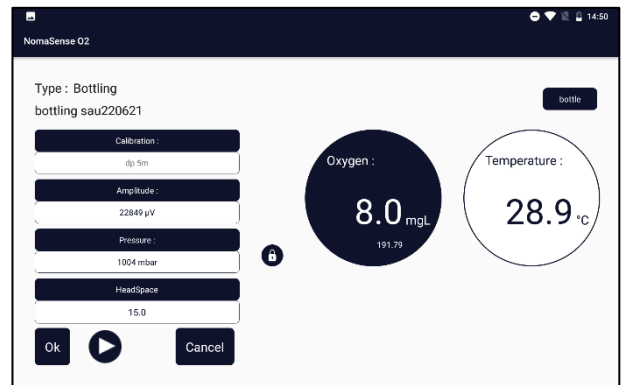 14:50
NomaSense O2
Type : Bottling
bottling sau220621
bottle
Calibration :
dp 5m
Amplitude :
22849 µV
Pressure :
1004 mbar
HeadSpace
15.0
Ok
Cancel
Oxygen :
8.0 mgL
191.79
Temperature :
28.9 °C